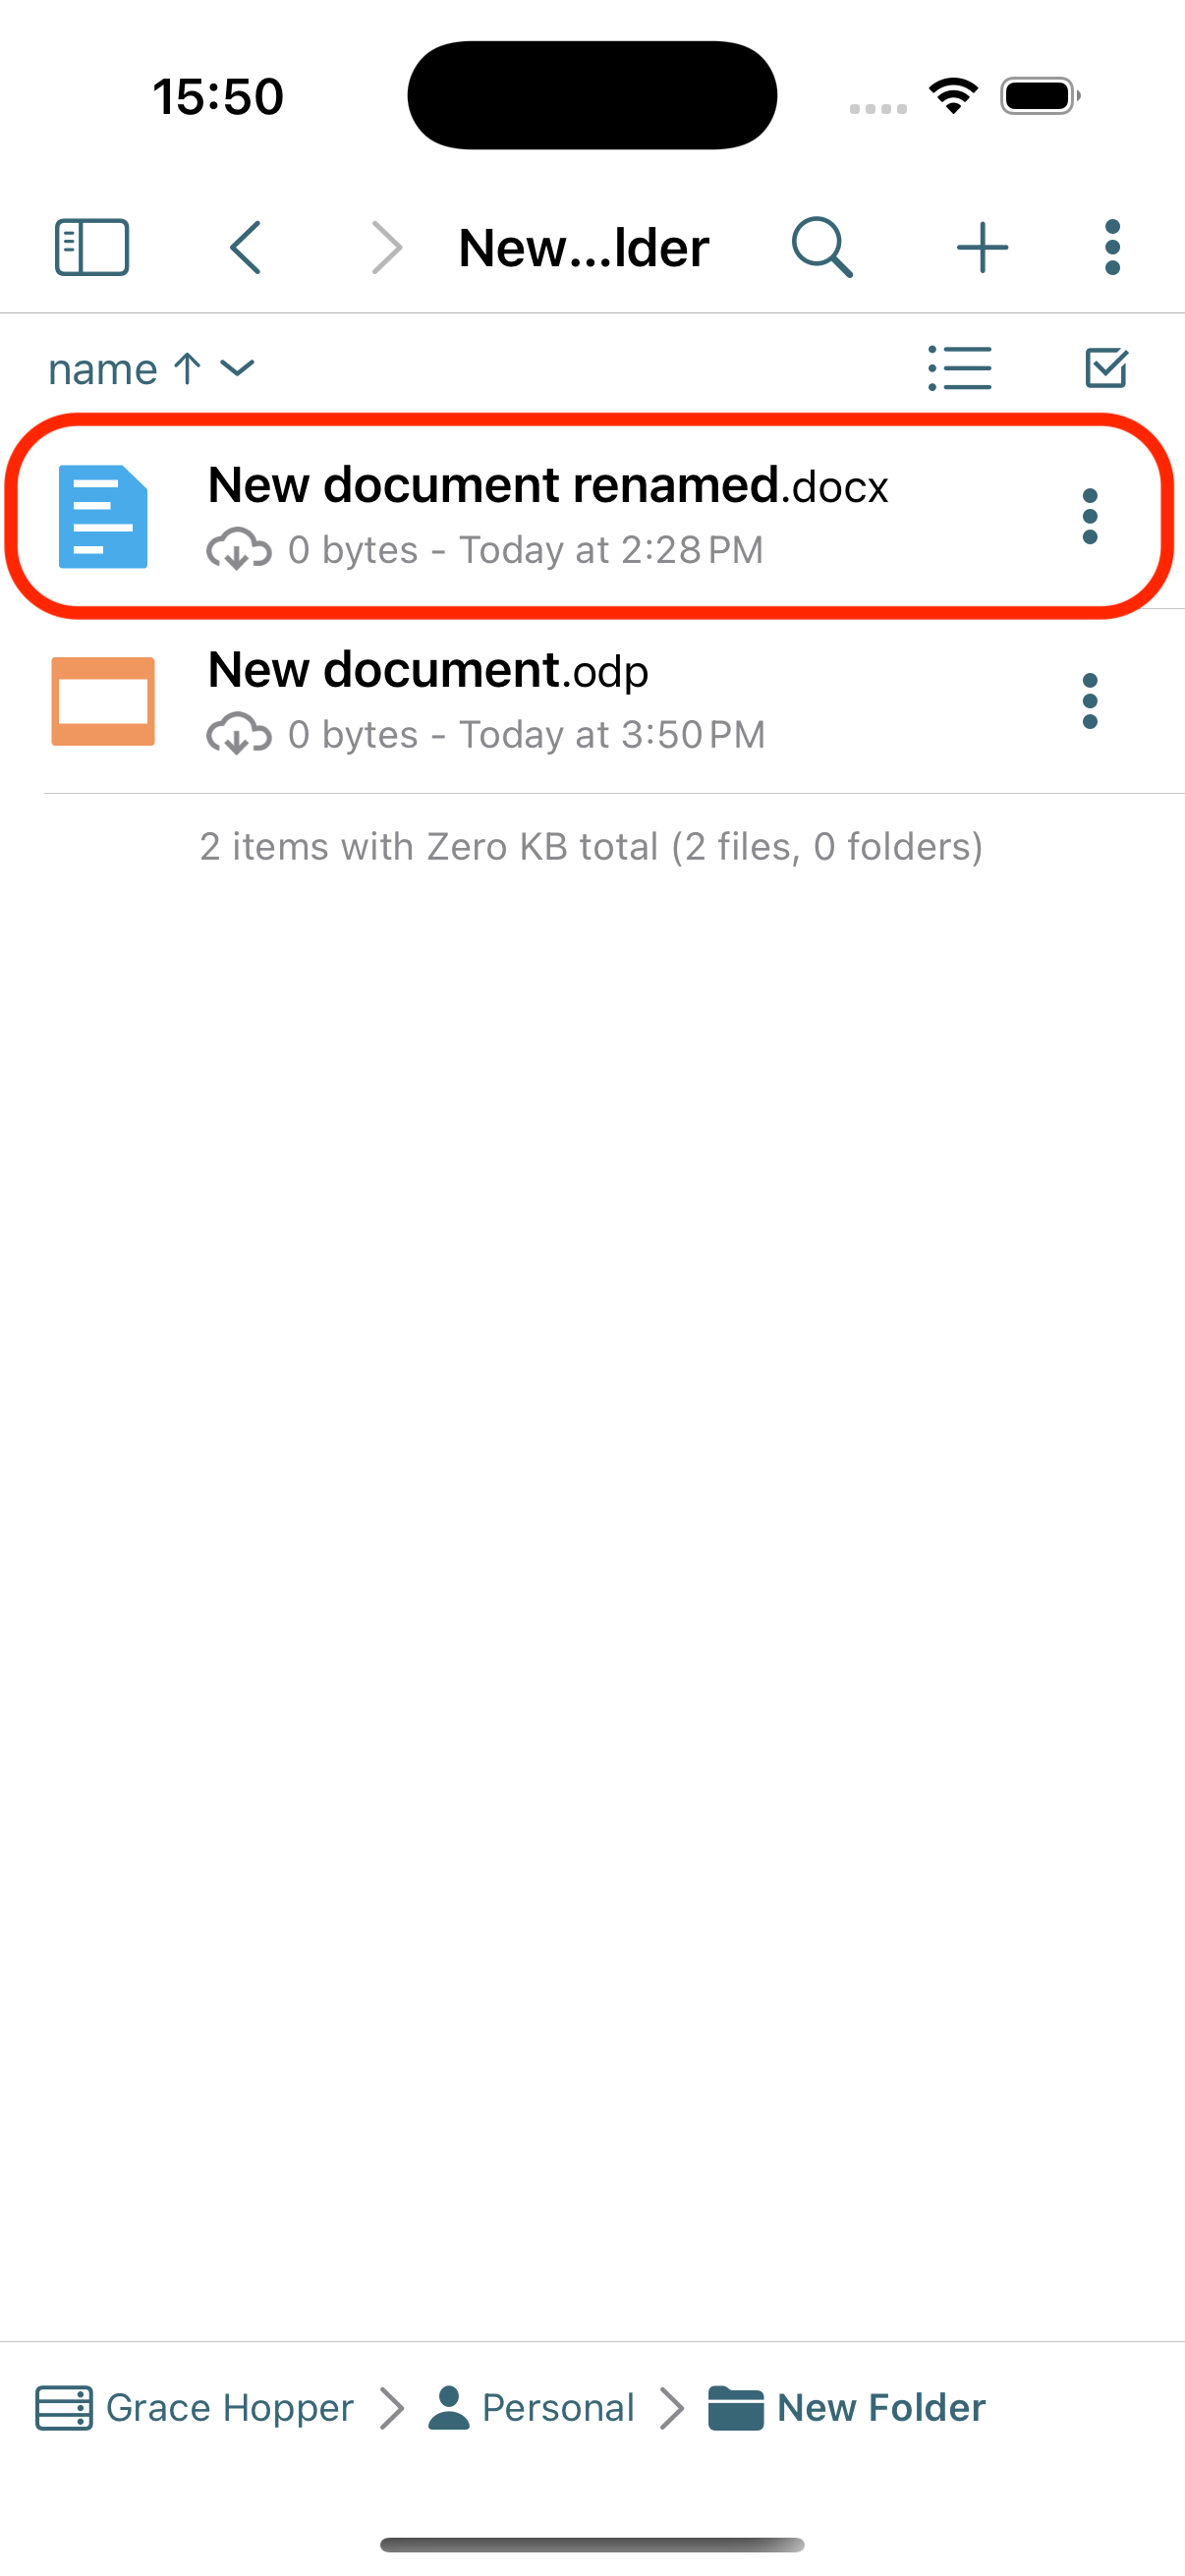 15:50
New...lder
name
New document renamed.docx
0 bytes - Today at 2:28 PM
New document.odp
0 bytes - Today at 3:50 PM
2 items with Zero KB total (2 files, 0 folders)
Grace Hopper Personal New Folder